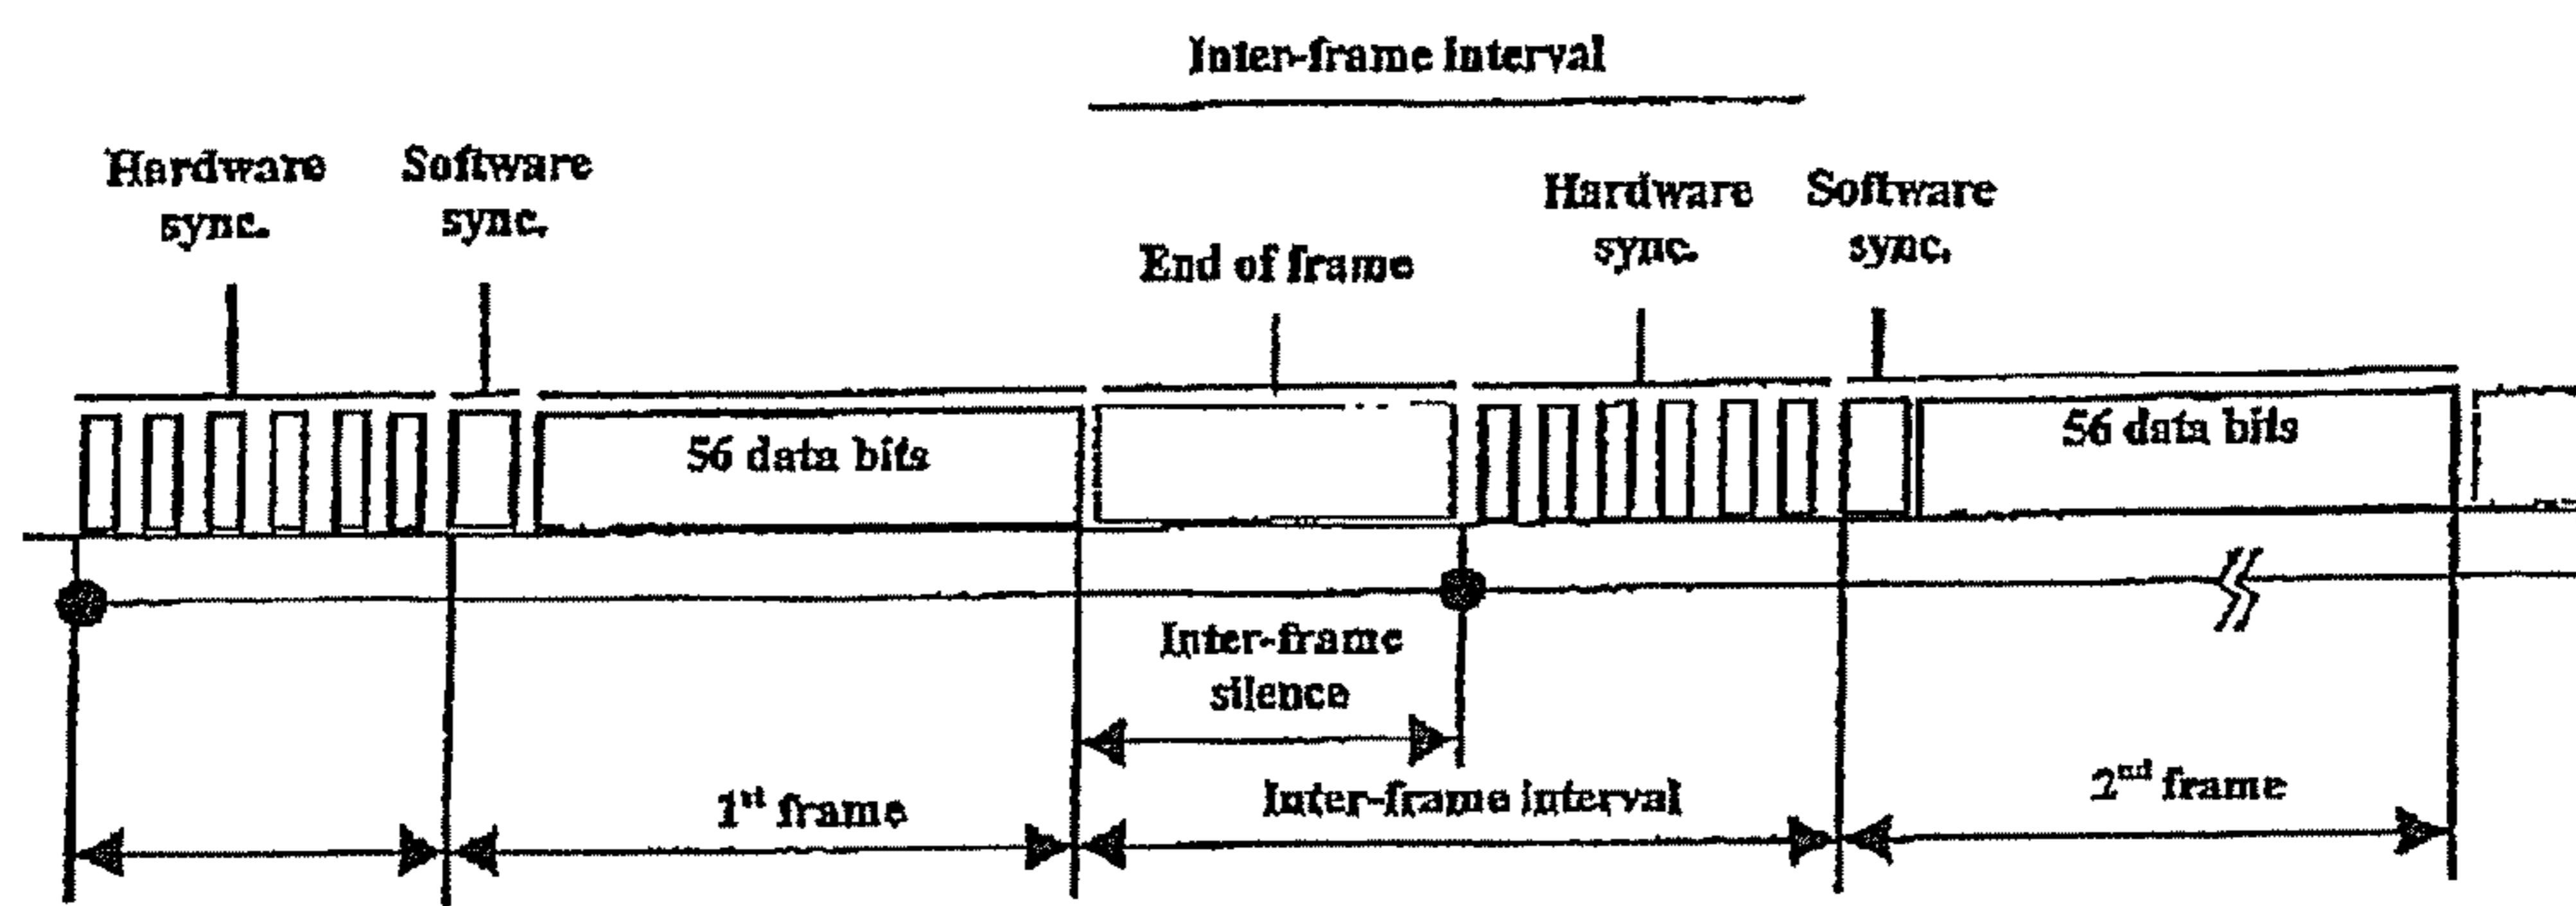 Inter-frame interval
Hardware
sync.
Software
sync.
Hardware
sync.
Software
sync.
End of frame
56 data bits
56 data bits
Inter-frame
silence
1st frame
Inter-frame interval
2nd frame